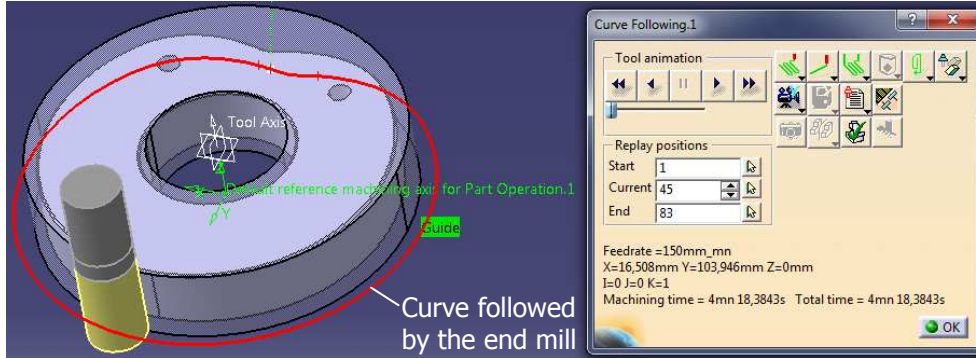 Tool Axis
Default reference machining axis for Part Operation.1
Y
Guide
Curve followed
by the end mill
Curve Following.1
Tool animation
Replay positions
Start 1
Current 45
End 83
Feedrate =150mm_mn
X=16,508mm Y=103,946mm Z=0mm
I=0 J=0 K=1
Machining time = 4mn 18,3843s Total time = 4mn 18,3843s
OK